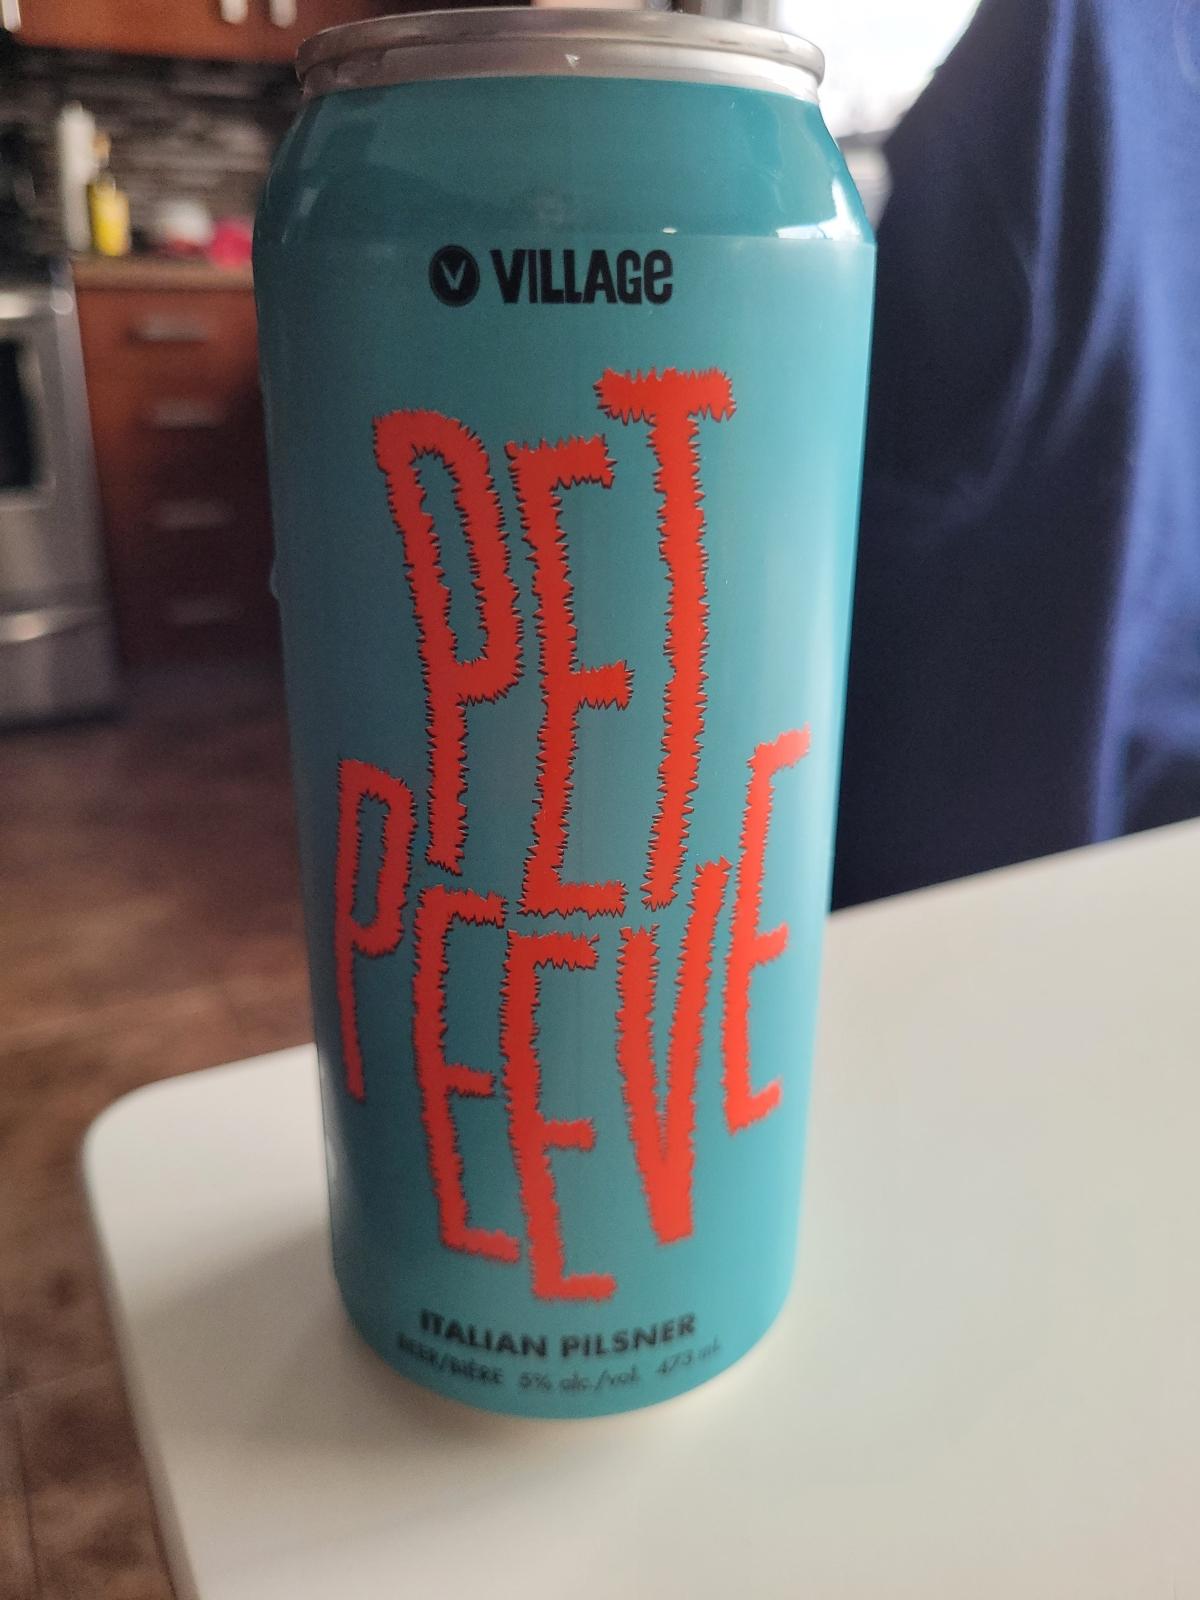 V VILLAGE
PET
PEEVE
ITALIAN PILSNER
BEER/BIÈRE 5% alc./vol. 473 mL